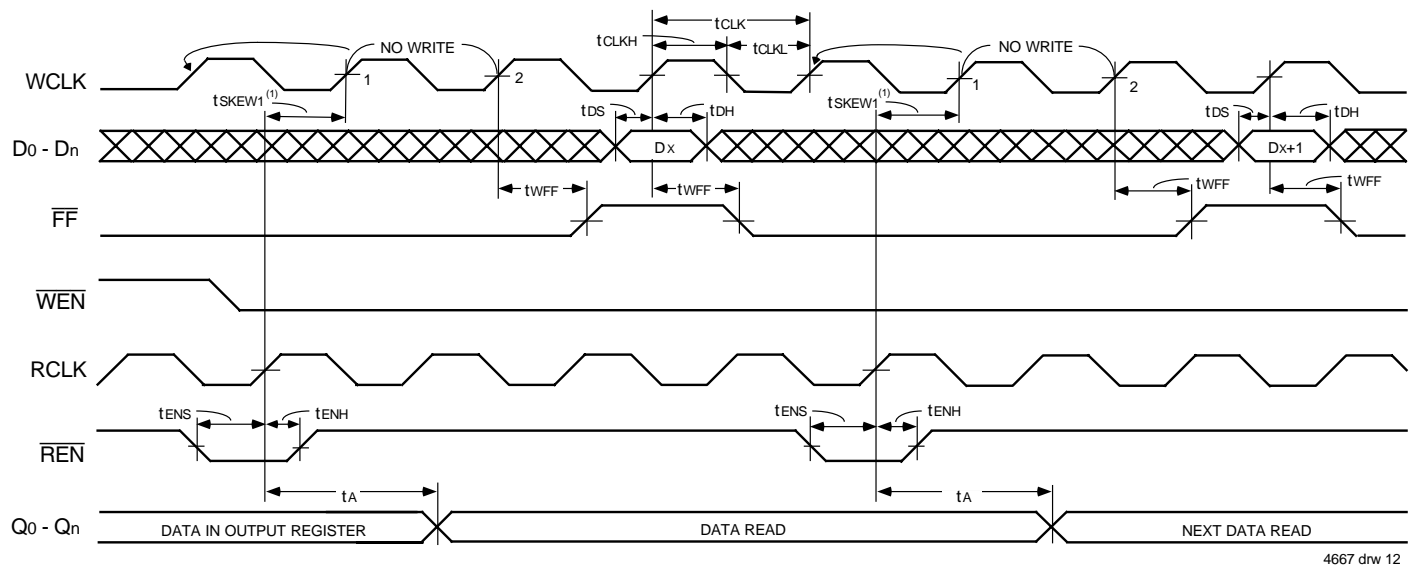 tCLK
tCLKH tCLKL
NO WRITE NO WRITE
WCLK 1 2 1 2
tSKEW1(1) tDS tDH tSKEW1(1) tDS tDH
D0 - Dn DX DX+1
tWFF tWFF tWFF tWFF
FF
WEN
RCLK
tENS tENH tENS tENH
REN
tA tA
Q0 - Qn DATA IN OUTPUT REGISTER DATA READ NEXT DATA READ
4667 drw 12